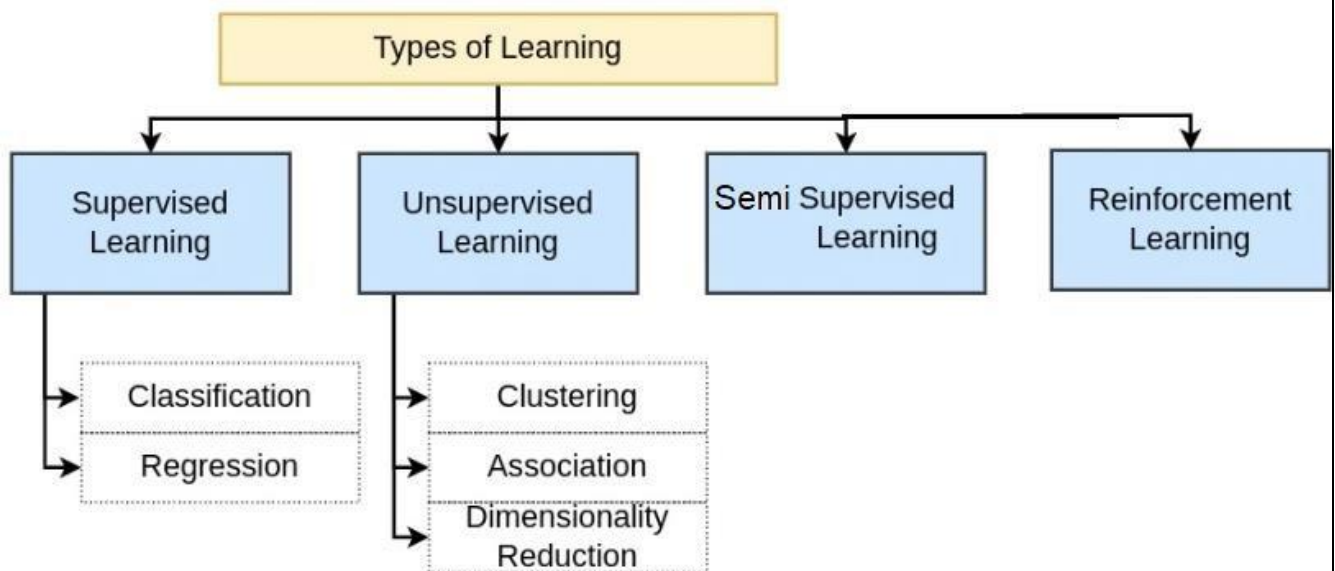 Types of Learning
Supervised
Learning
Unsupervised
Learning
Semi Supervised
Learning
Reinforcement
Learning
Classification
Regression
Clustering
Association
Dimensionality
Reduction